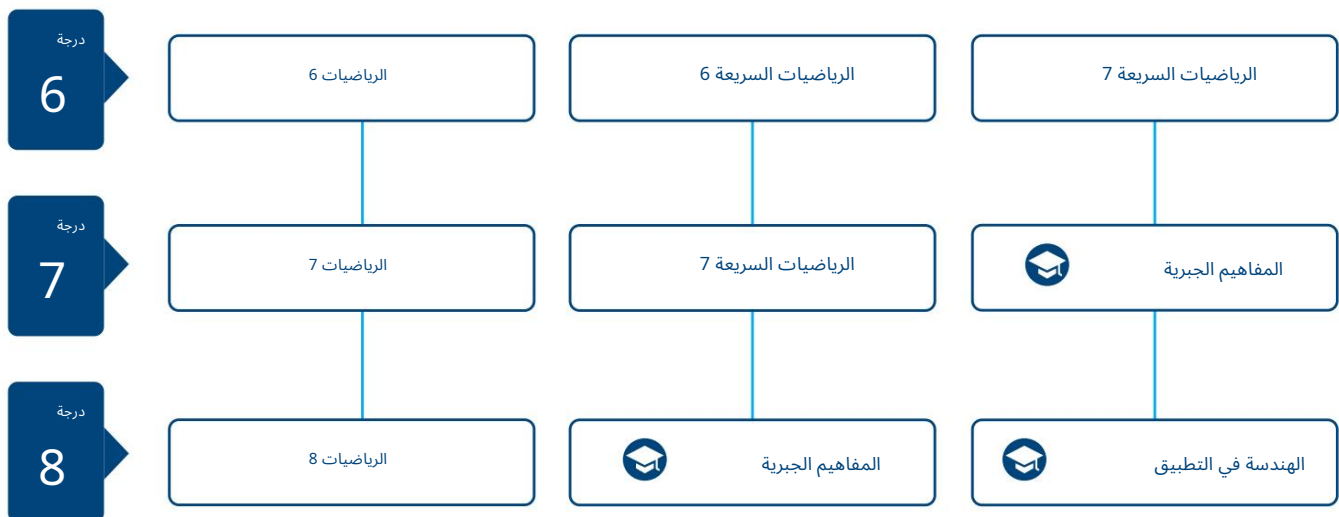 درجة
6
الرياضيات 6
الرياضيات السريعة 6
الرياضيات السريعة 7
درجة
7
الرياضيات 7
الرياضيات السريعة 7
المفاهيم الجبرية
درجة
8
الرياضيات 8
المفاهيم الجبرية
الهندسة في التطبيق